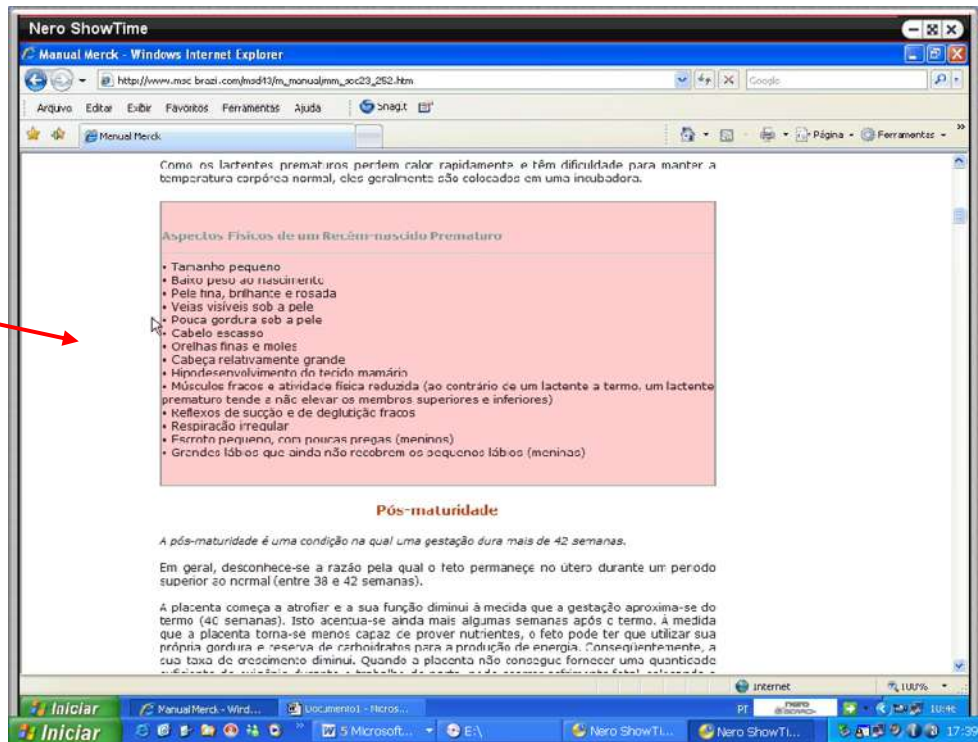 Nero ShowTime
Manual Merck - Windows Internet Explorer
Google
Arquivo Editar Exibir Favoritos Ferramentas Ajuda SnagIt
Manual Merck
Página Ferramentas
Como os lactentes prematuros perdem calor rapidamente e têm dificuldade para manter a
temperatura corpórea normal, eles geralmente são colocados em uma incubadora.
Aspectos Físicos de um Recém-nascido Prematuro
• Tamanho pequeno
• Baixo peso ao nascimento
• Pele fina, brilhante e rosada
• Veias visíveis sob a pele
• Pouca gordura sob a pele
• Cabelo escasso
• Orelhas finas e moles
• Cabeça relativamente grande
• Hipodesenvolvimento do tecido mamário
• Músculos fracos e atividade física reduzida (ao contrário de um lactente a termo, um lactente
prematuro tende a não elevar os membros superiores e inferiores)
• Reflexos de sucção e de deglutição fracos
• Respiração irregular
• Escroto pequeno, com poucas pregas (meninos)
• Grandes lábios que ainda não recobrem os pequenos lábios (meninas)
Pós-maturidade
A pós-maturidade é uma condição na qual uma gestação dura mais de 42 semanas.
Em geral, desconhece-se a razão pela qual o feto permanece no útero durante um período
superior ao normal (entre 38 e 42 semanas).
A placenta começa a atrofiar e a sua função diminui à medida que a gestação aproxima-se do
termo (40 semanas). Isto acentua-se ainda mais algumas semanas após o termo. À medida
que a placenta torna-se menos capaz de prover nutrientes, o feto pode ter que utilizar sua
própria gordura e reserva de carboidratos para a produção de energia. Conseqüentemente, a
sua taxa de crescimento diminui. Quando a placenta não consegue fornecer uma quantidade
Internet 100%
Iniciar Manual Merck - Wind... Documento1 - Micros... PT 10:46
Iniciar 5 Microsoft... E:\ Nero ShowTi... Nero ShowTi... 17:39